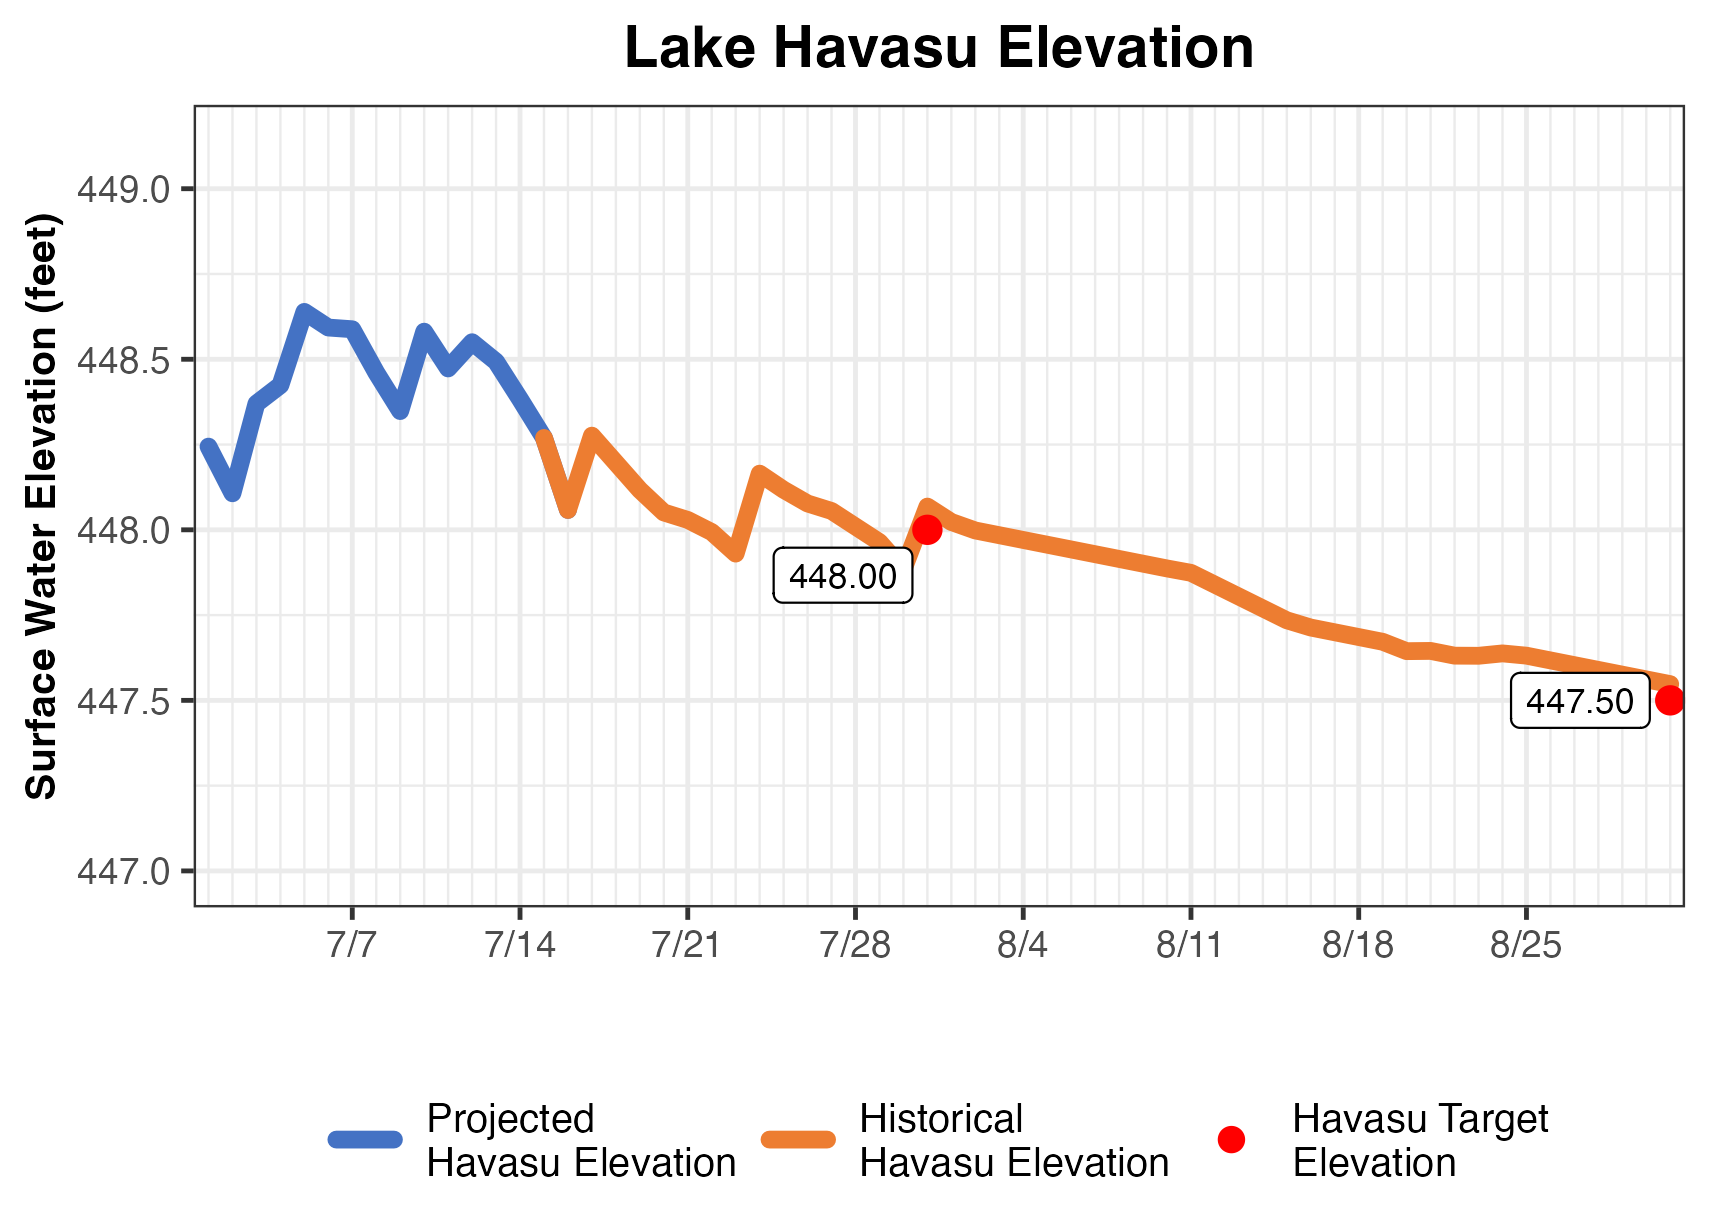 Lake Havasu Elevation
Surface Water Elevation (feet)
449.0
448.5
448.0
447.5
447.0
448.00
447.50
7/7
7/14
7/21
7/28
8/4
8/11
8/18
8/25
Projected
Havasu Elevation
Historical
Havasu Elevation
Havasu Target
Elevation